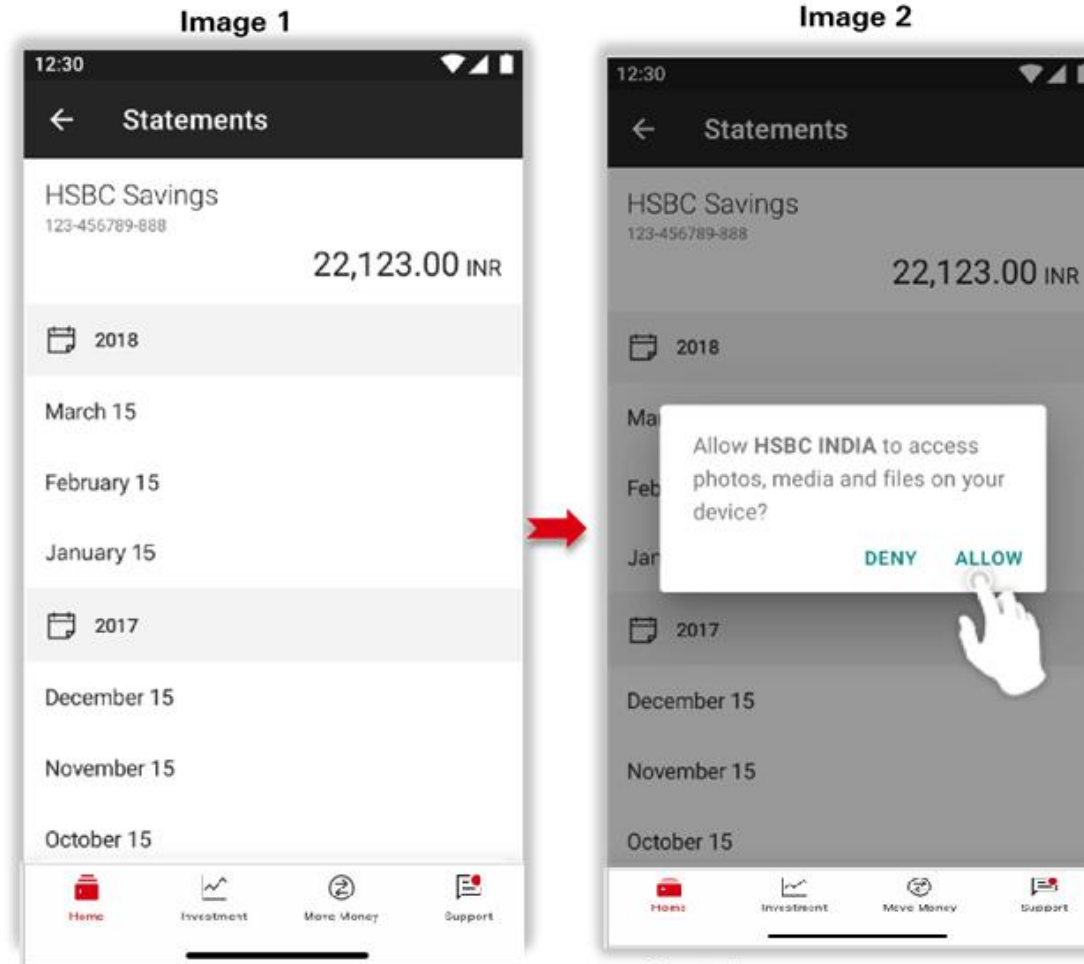 Image 1
12:30
Statements
HSBC Savings
123-456789-888
22,123.00 INR
2018
March 15
February 15
January 15
2017
December 15
November 15
October 15
Home Investment Move Money Support
Image 2
12:30
Statements
HSBC Savings
123-456789-888
22,123.00 INR
2018
Mar
Feb
Jan
Allow HSBC INDIA to access
photos, media and files on your
device?
DENY ALLOW
2017
December 15
November 15
October 15
Home Investment Move Money Support